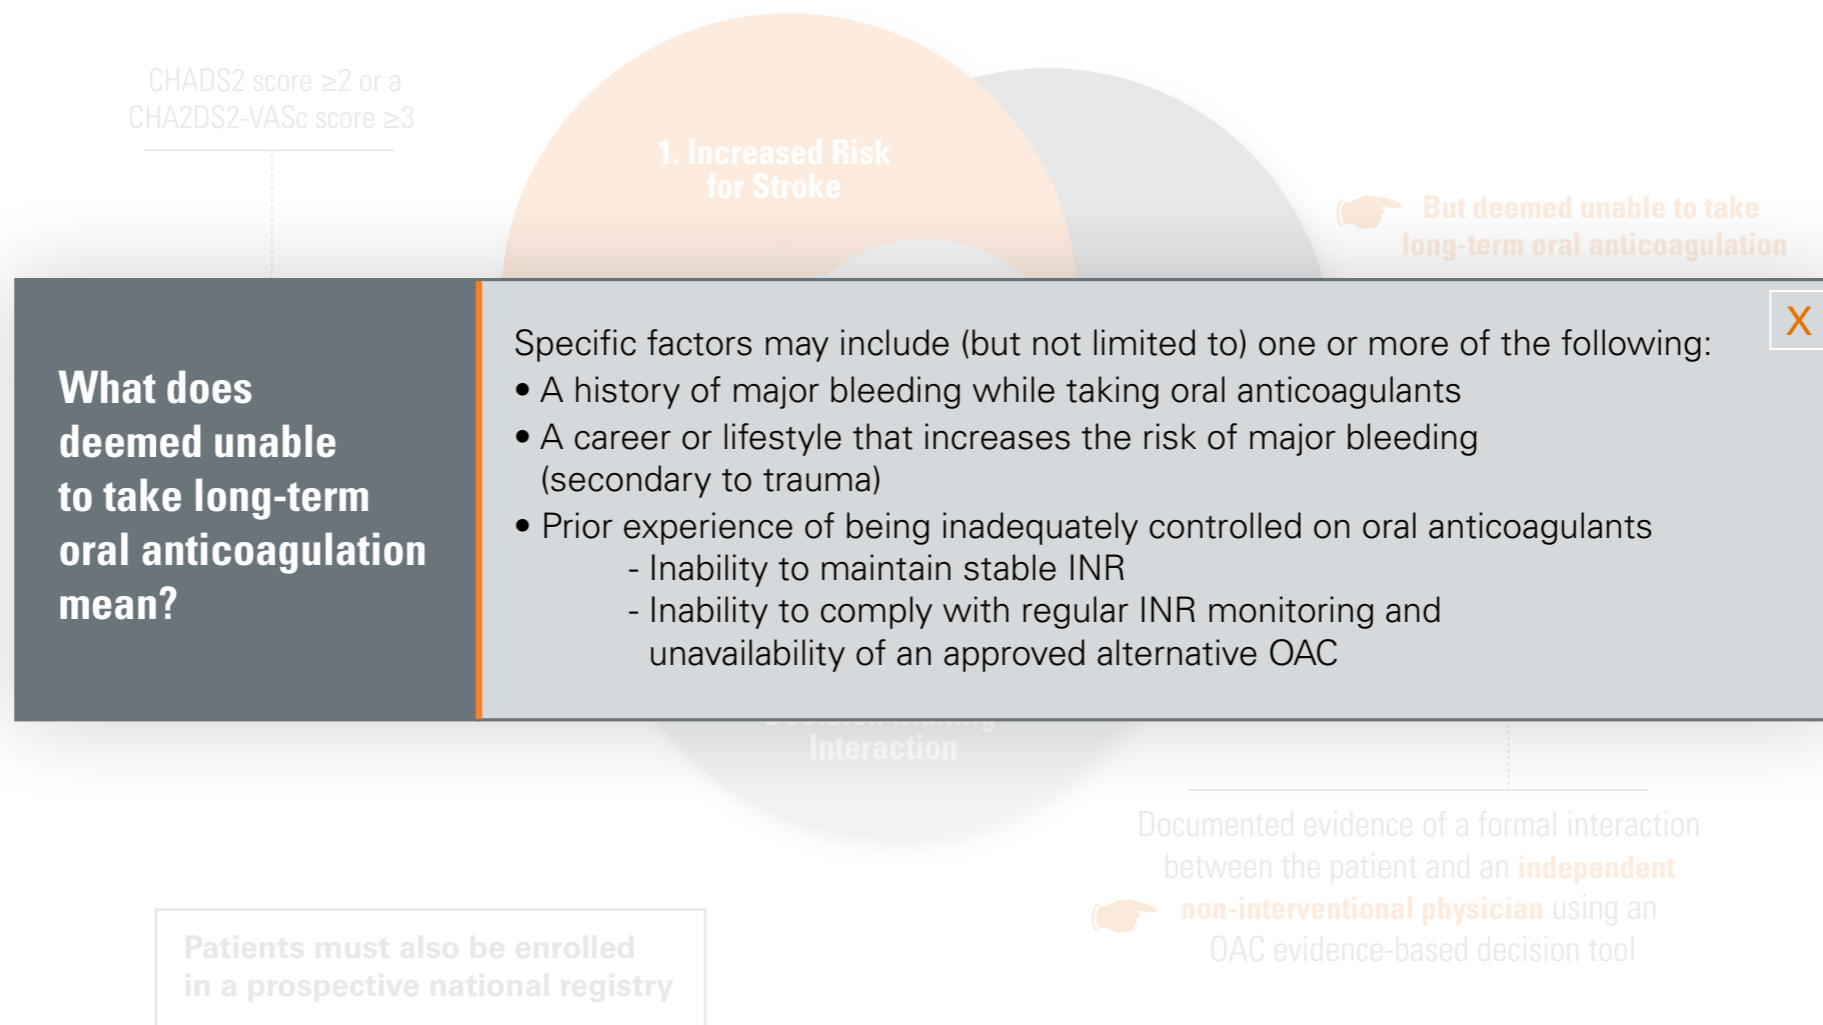 CHADS2 score ≥2 or a
CHA2DS2-VASc score ≥3
1. Increased Risk
for Stroke
But deemed unable to take
long-term oral anticoagulation
X
What does
deemed unable
to take long-term
oral anticoagulation
mean?
Specific factors may include (but not limited to) one or more of the following:
• A history of major bleeding while taking oral anticoagulants
• A career or lifestyle that increases the risk of major bleeding
(secondary to trauma)
• Prior experience of being inadequately controlled on oral anticoagulants
- Inability to maintain stable INR
- Inability to comply with regular INR monitoring and
unavailability of an approved alternative OAC
Interaction
Documented evidence of a formal interaction
between the patient and an independent
non-interventional physician using an
OAC evidence-based decision tool
Patients must also be enrolled
in a prospective national registry